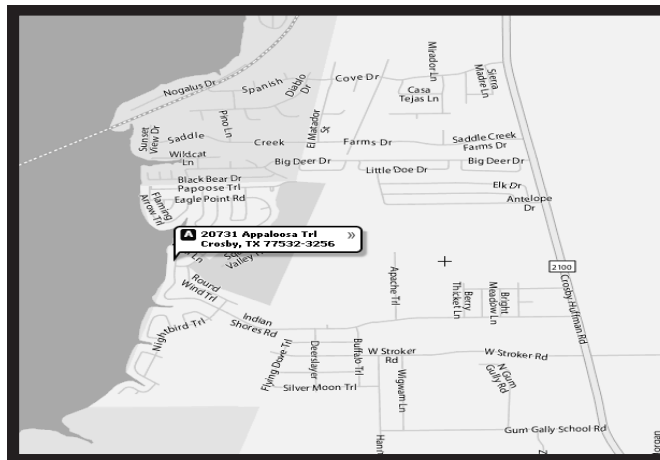 Nogalus Dr
Spanish
Diablo
Dr
Cove Dr
Mirador Ln
Sierra
Madre Ln
Casa
Tejas Ln
Sunset
View Dr
Saddle
Pino Ln
Creek
El Matador
Farms Dr
Saddle Creek
Farms Dr
Wildcat
Ln
Big Deer Dr
Little Doe Dr
Big Deer Dr
Black Bear Dr
Papoose Trl
Eagle Point Rd
Elk Dr
Antelope
Dr
Flaming
Arrow Trl
A 20731 Appaloosa Trl »
Crosby, TX 77532-3256
Ln
Valley
Round
Wind Trl
Apache Trl
2100
Crosby Huffman Rd
Berry
Thicket Ln
Bright
Meadow Ln
Indian
Shores Rd
Nightbird Trl
Flying Dove Trl
Deerslayer
Buffalo Trl
W Stroker
Rd
W Stroker Rd
N Gum
Gully Rd
Silver Moon Trl
Wigwam Ln
Gum Gally School Rd